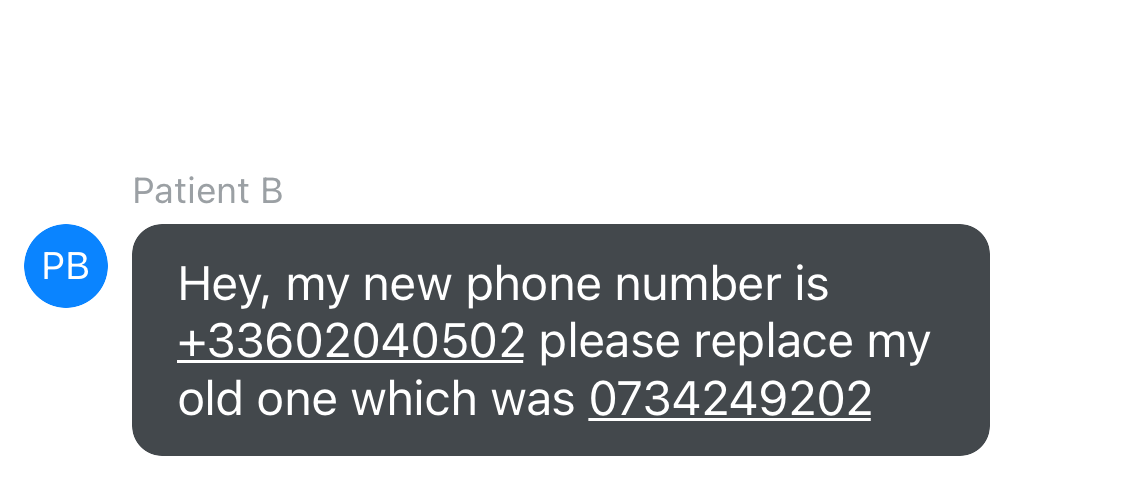 Patient B
PB
Hey, my new phone number is
+33602040502 please replace my
old one which was 0734249202